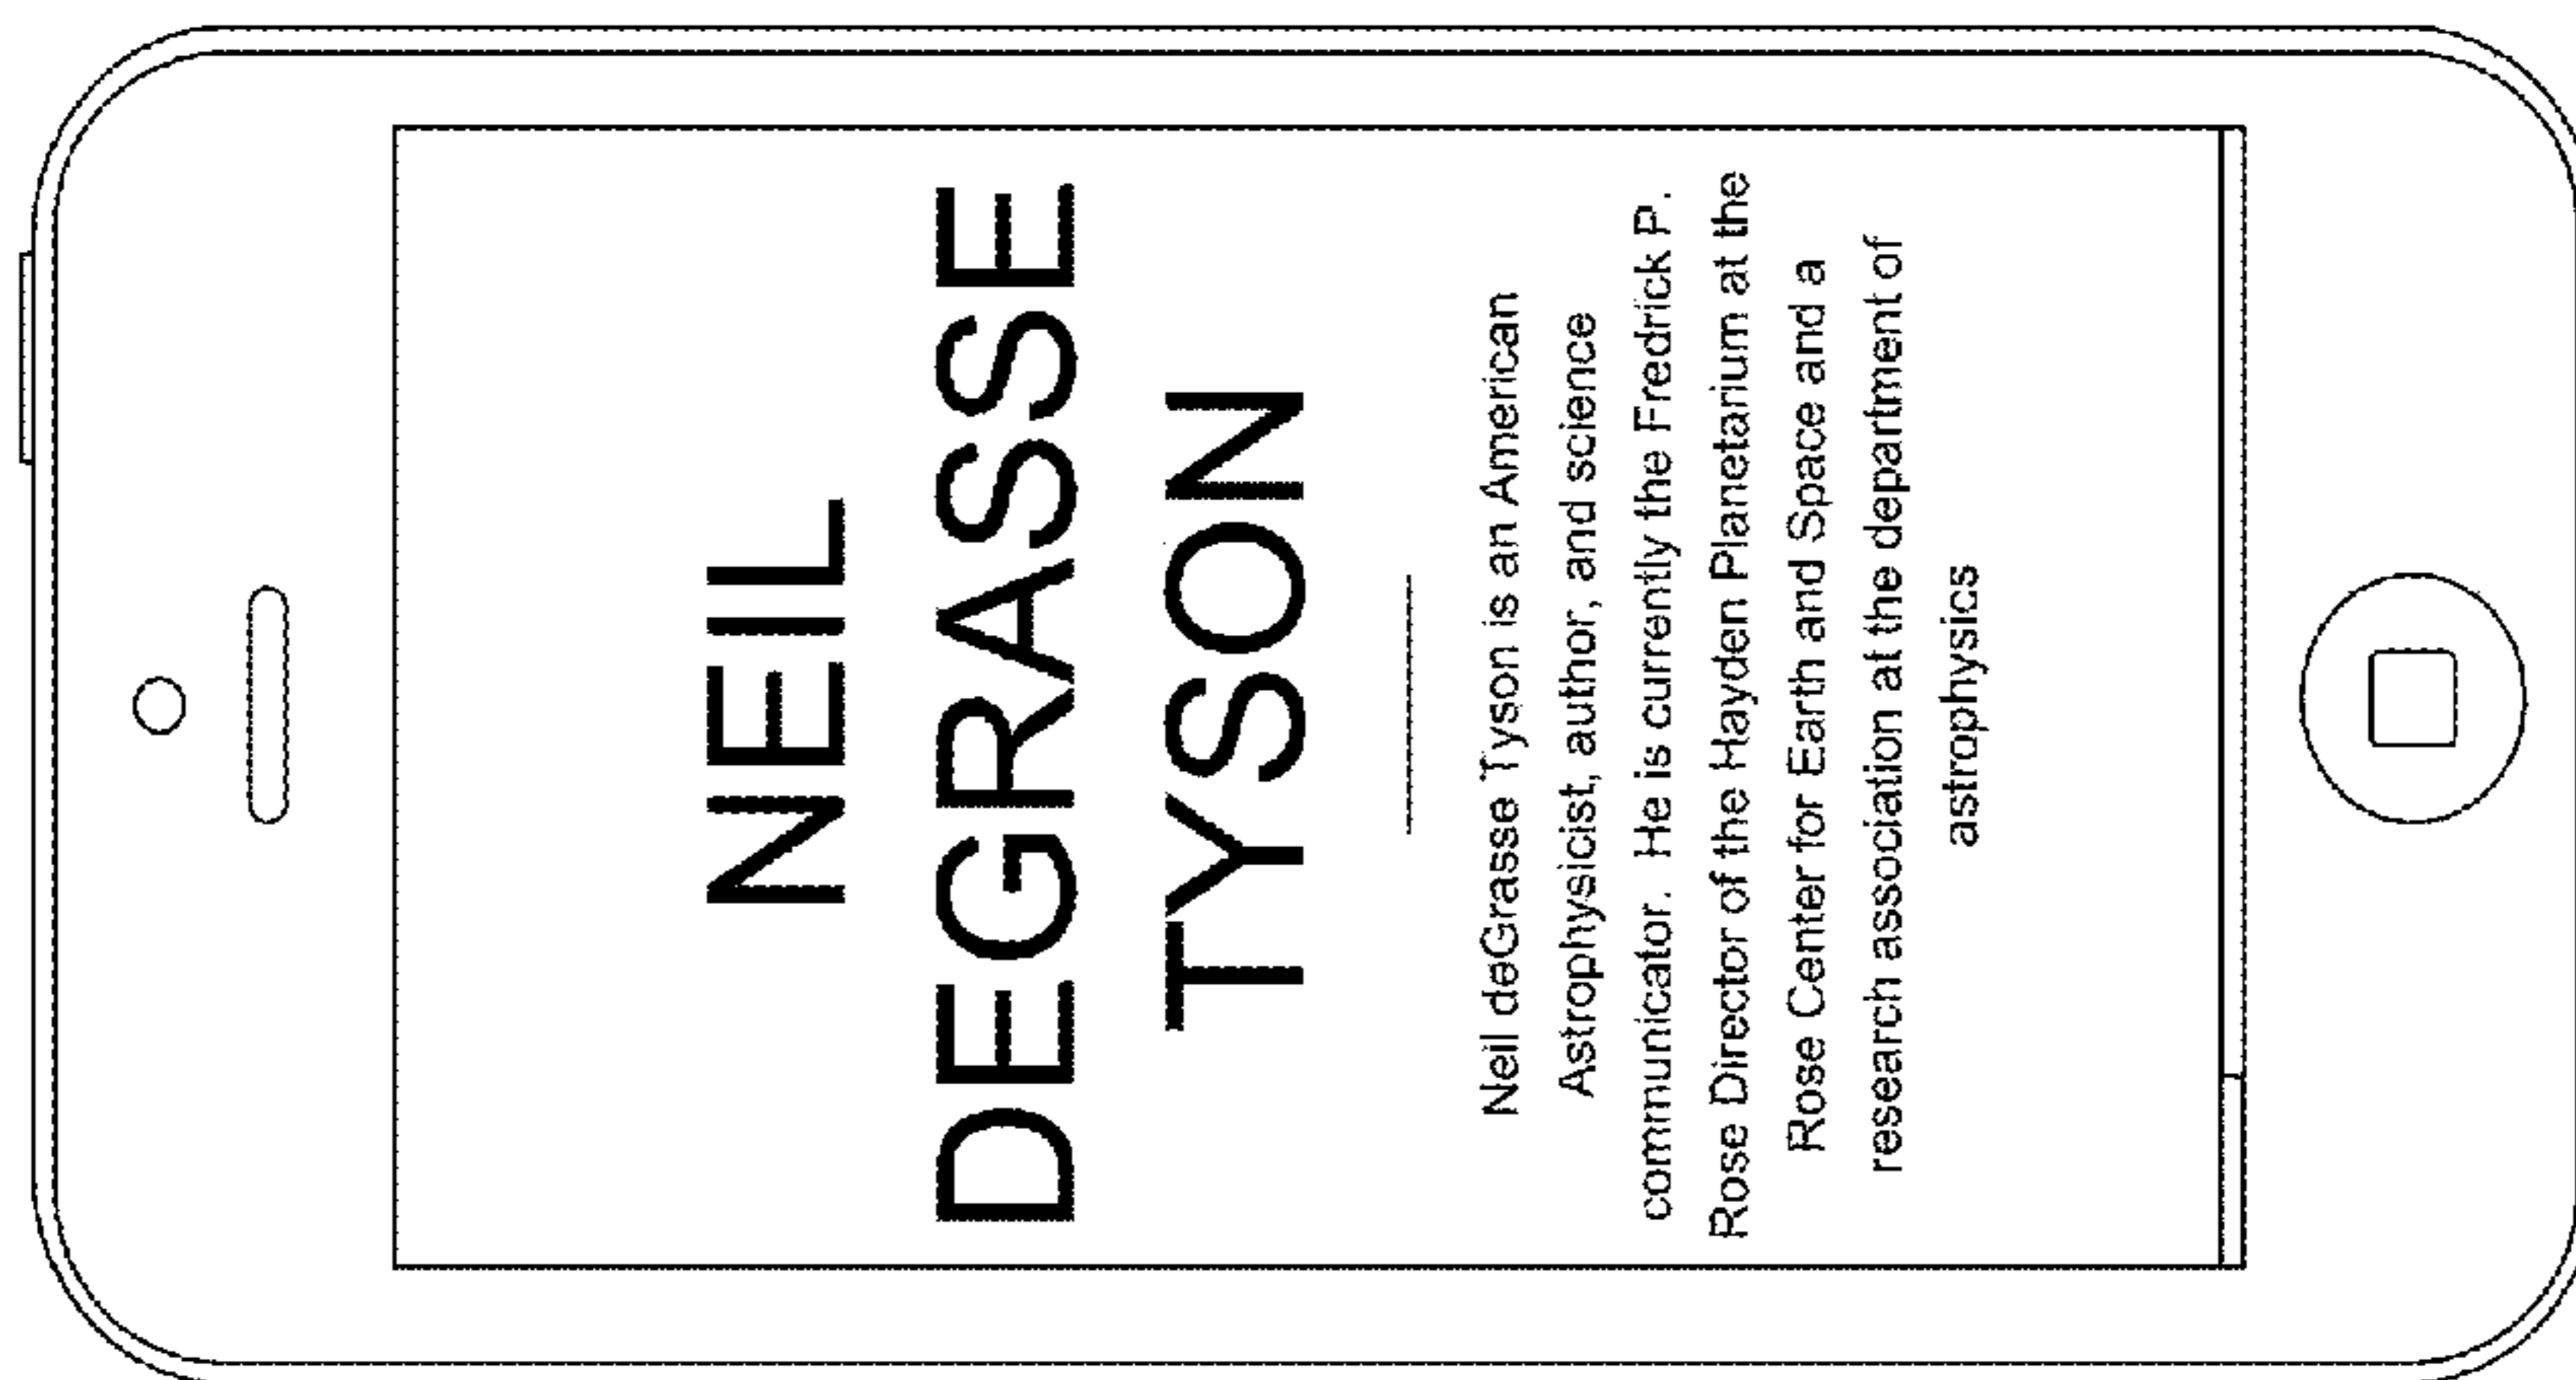 NEIL
DEGRASSE
TYSON
Neil deGrasse Tyson is an American
Astrophysicist, author, and science
communicator. He is currently the Fredrick P.
Rose Director of the Hayden Planetarium at the
Rose Center for Earth and Space and a
research association at the department of
astrophysics